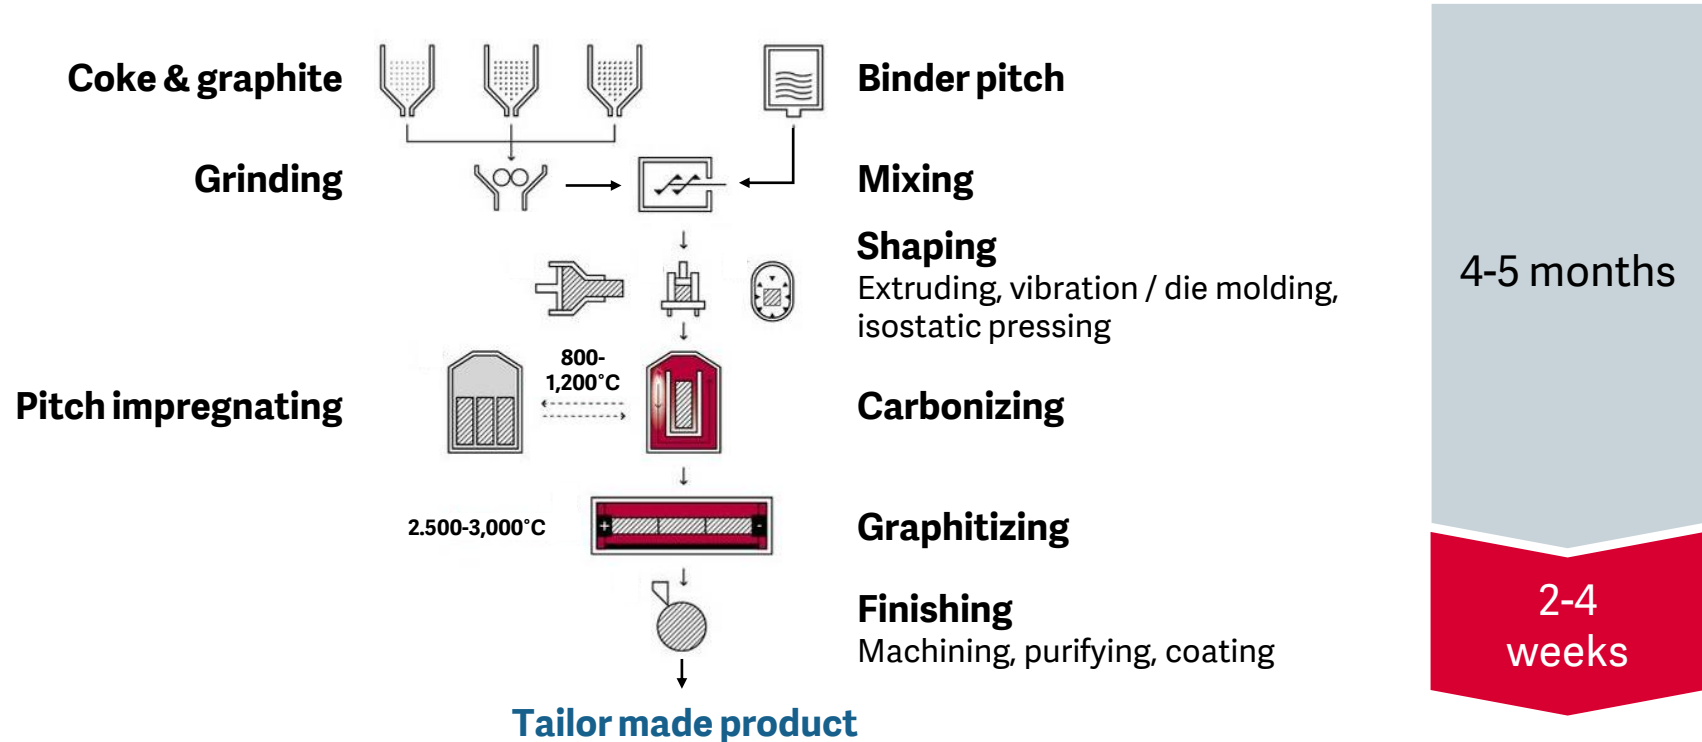 Coke & graphite
Binder pitch
Grinding
Mixing
Shaping
Extruding, vibration / die molding,
isostatic pressing
800-
1,200°C
Pitch impregnating
Carbonizing
2.500-3,000°C
+ -
Graphitizing
Finishing
Machining, purifying, coating
Tailor made product
4-5 months
2-4
weeks